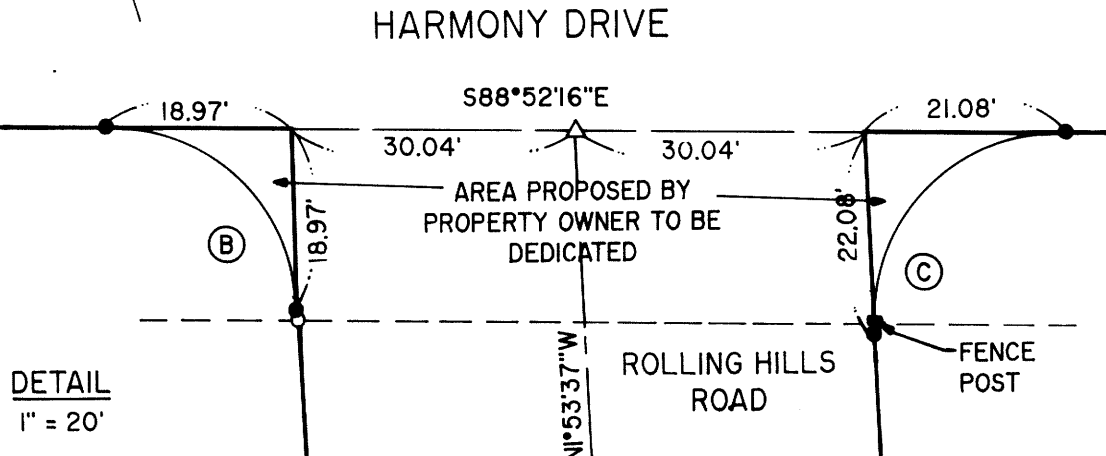 HARMONY DRIVE
S88°52'16"E
18.97'
21.08'
30.04'
30.04'
AREA PROPOSED BY
PROPERTY OWNER TO BE
DEDICATED
18.97'
22.08'
B
C
N1°53'37"W
ROLLING HILLS
ROAD
FENCE
POST
DETAIL
1" = 20'